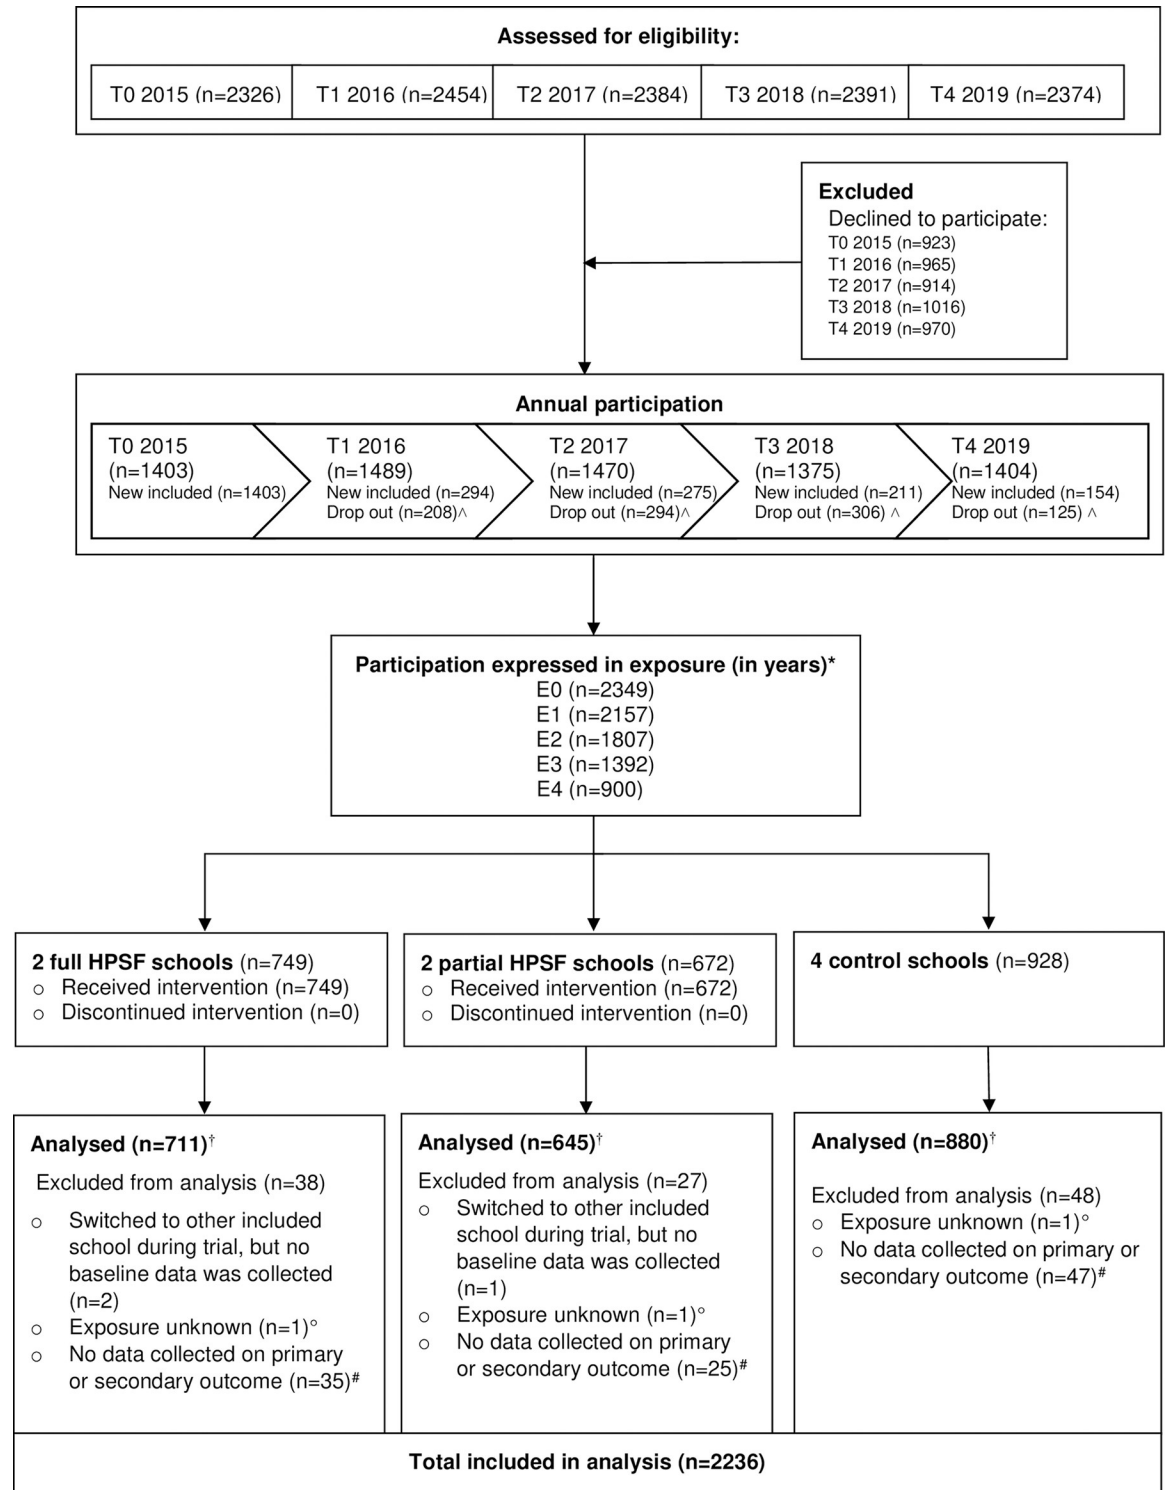 Assessed for eligibility:
T0 2015 (n=2326)
T1 2016 (n=2454)
T2 2017 (n=2384)
T3 2018 (n=2391)
T4 2019 (n=2374)
Excluded
Declined to participate:
T0 2015 (n=923)
T1 2016 (n=965)
T2 2017 (n=914)
T3 2018 (n=1016)
T4 2019 (n=970)
Annual participation
T0 2015
(n=1403)
New included (n=1403)
T1 2016
(n=1489)
New included (n=294)
Drop out (n=208)^
T2 2017
(n=1470)
New included (n=275)
Drop out (n=294)^
T3 2018
(n=1375)
New included (n=211)
Drop out (n=306) ^
T4 2019
(n=1404)
New included (n=154)
Drop out (n=125) ^
Participation expressed in exposure (in years)*
E0 (n=2349)
E1 (n=2157)
E2 (n=1807)
E3 (n=1392)
E4 (n=900)
2 full HPSF schools (n=749)
○ Received intervention (n=749)
○ Discontinued intervention (n=0)
2 partial HPSF schools (n=672)
○ Received intervention (n=672)
○ Discontinued intervention (n=0)
4 control schools (n=928)
Analysed (n=711)†
Excluded from analysis (n=38)
○ Switched to other included
school during trial, but no
baseline data was collected
(n=2)
○ Exposure unknown (n=1)°
○ No data collected on primary
or secondary outcome (n=35)#
Analysed (n=645)†
Excluded from analysis (n=27)
○ Switched to other included
school during trial, but no
baseline data was collected
(n=1)
○ Exposure unknown (n=1)°
○ No data collected on primary
or secondary outcome (n=25)#
Analysed (n=880)†
Excluded from analysis (n=48)
○ Exposure unknown (n=1)°
○ No data collected on primary or
secondary outcome (n=47)#
Total included in analysis (n=2236)